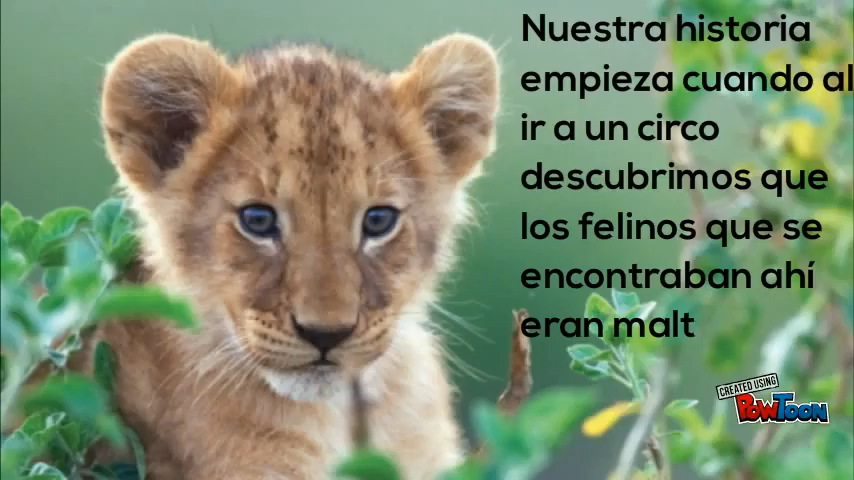 Nuestra historia
empieza cuando al
ir a un circo
descubrimos que
los felinos que se
encontraban ahí
eran malt
CREATED USING
POWTOON